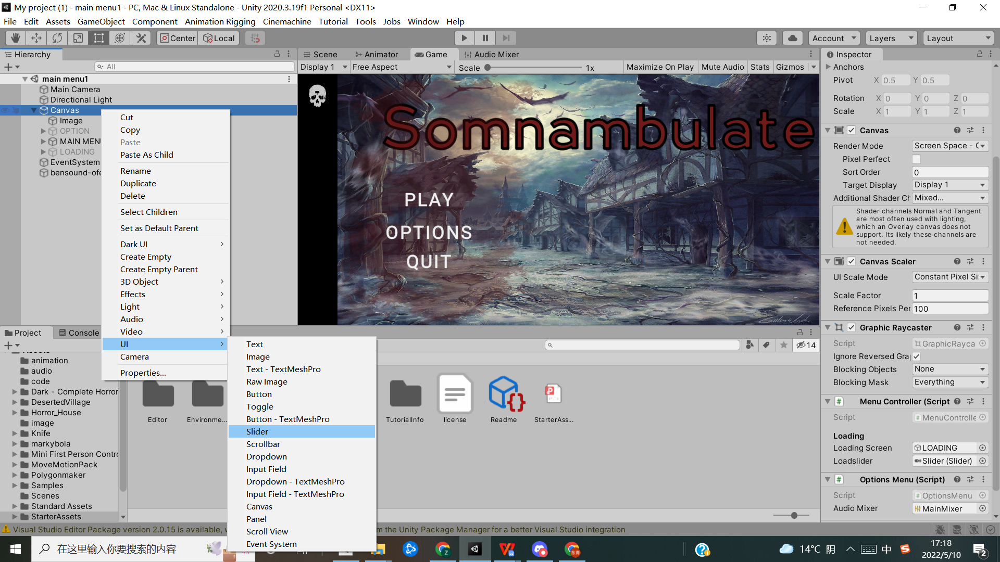 My project (1) - main menu1 - PC, Mac & Linux Standalone - Unity 2020.3.19f1 Personal <DX11>
File Edit Assets GameObject Component Animation Rigging Cinemachine Tutorial Tools Jobs Window Help
Center Local Account Layers Layout
Hierarchy
All
main menu1
Main Camera
Directional Light
Canvas
Image
OPTION
MAIN MENU
LOADING
EventSystem
bensound-ofe
Cut
Copy
Paste
Paste As Child
Rename
Duplicate
Delete
Select Children
Set as Default Parent
Dark UI
Create Empty
Create Empty Parent
3D Object
Effects
Light
Audio
Video
UI
Camera
Properties...
Text
Image
Text - TextMeshPro
Raw Image
Button
Toggle
Button - TextMeshPro
Slider
Scrollbar
Dropdown
Input Field
Dropdown - TextMeshPro
Input Field - TextMeshPro
Canvas
Panel
Scroll View
Event System
Scene Animator Game Audio Mixer
Display 1 Free Aspect Scale 1x Maximize On Play Mute Audio Stats Gizmos
Somnambulate
PLAY
OPTIONS
QUIT
Project Console
14
animation
audio
code
Dark - Complete Horror
DesertedVillage
Horror_House
image
Knife
markybola
Mini First Person Contro
MoveMotionPack
Polygonmaker
Samples
Scenes
Standard Assets
StarterAssets
Editor Environme... TutorialInfo license Readme StarterAss...
Inspector
Anchors
Pivot X 0.5 Y 0.5
Rotation X 0 Y 0 Z 0
Scale X 1 Y 1 Z 1
Canvas
Render Mode Screen Space - O
Pixel Perfect
Sort Order 0
Target Display Display 1
Additional Shader Ch Mixed...
Shader channels Normal and Tangent
are most often used with lighting,
which an Overlay canvas does not
support. Its likely these channels are
not needed.
Canvas Scaler
UI Scale Mode Constant Pixel Siz
Scale Factor 1
Reference Pixels Per 100
Graphic Raycaster
Script GraphicRayca
Ignore Reversed Grap
Blocking Objects None
Blocking Mask Everything
Menu Controller (Script
Script MenuControlle
Loading
Loading Screen LOADING
Loadslider Slider (Slider)
Options Menu (Script)
Script OptionsMenu
Audio Mixer MainMixer
Visual Studio Editor Package version 2.0.15 is available, m the Unity Package Manager for a better Visual Studio integration
在这里输入你要搜索的内容
14°C 阴 中
17:18
2022/5/10
2